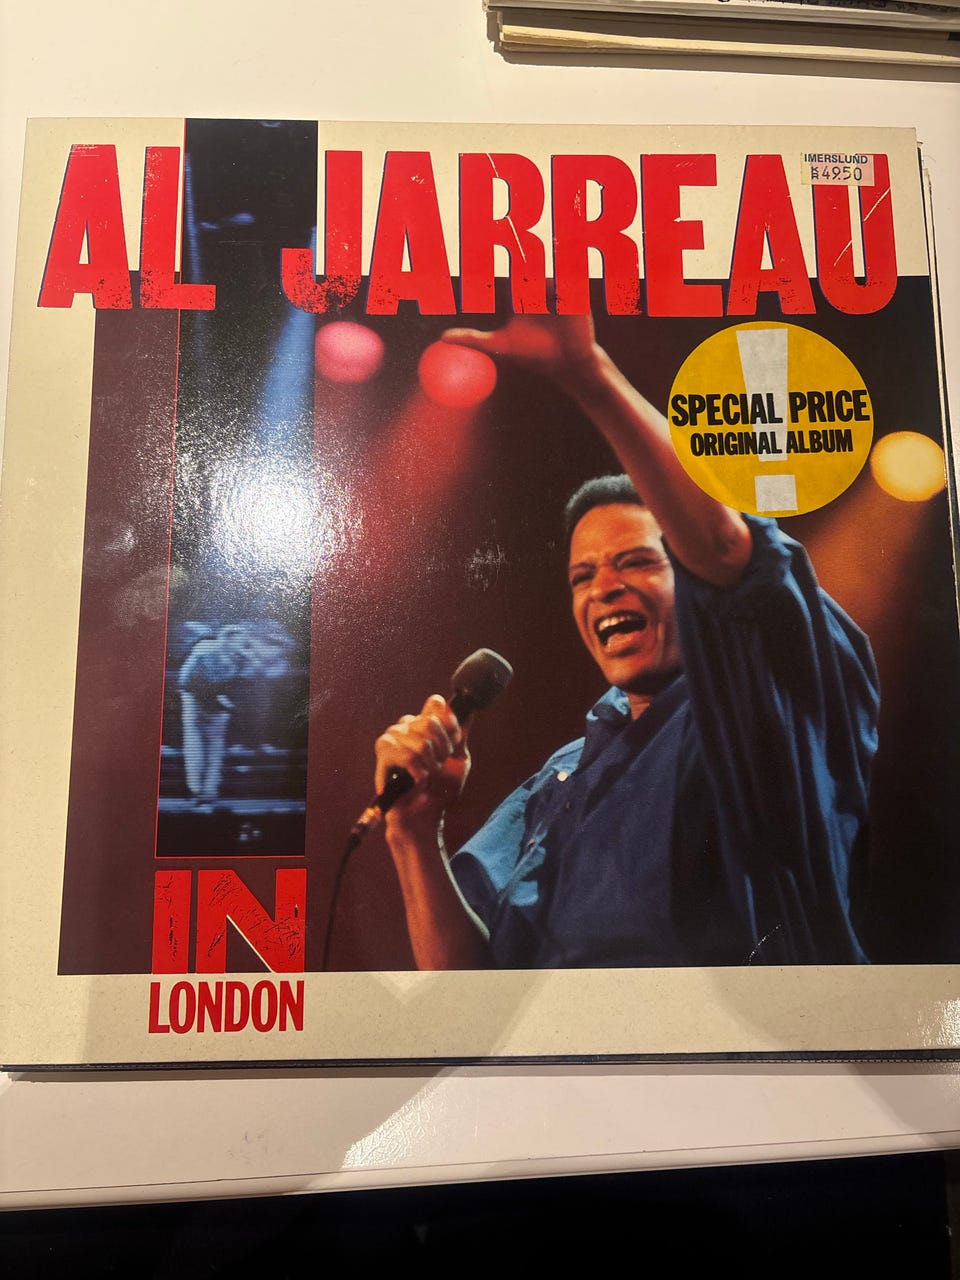 AL JARREAU
IMERSLUND
KR 49.50
SPECIAL PRICE
ORIGINAL ALBUM
IN
LONDON